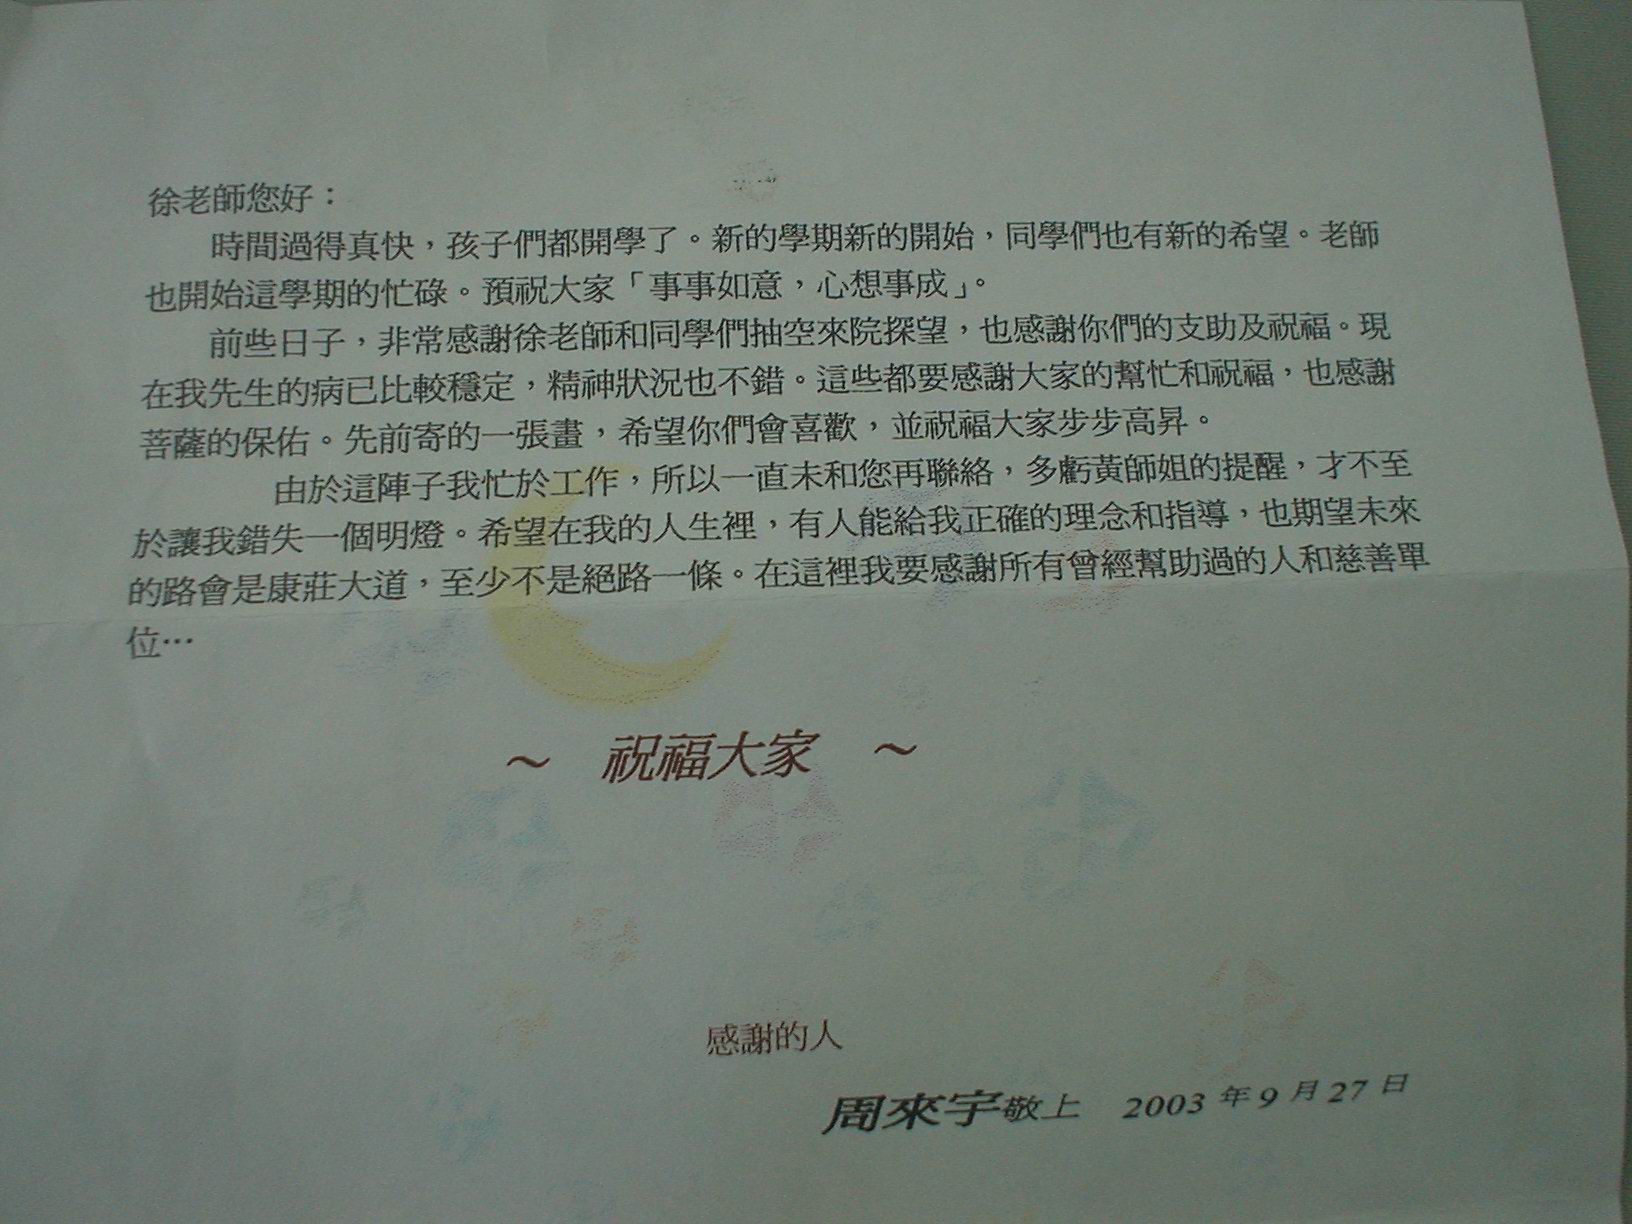 徐老師您好：
時間過得真快，孩子們都開學了。新的學期新的開始，同學們也有新的希望。老師
也開始這學期的忙碌。預祝大家「事事如意，心想事成」。
前些日子，非常感謝徐老師和同學們抽空來院探望，也感謝你們的支助及祝福。現
在我先生的病已比較穩定，精神狀況也不錯。這些都要感謝大家的幫忙和祝福，也感謝
菩薩的保佑。先前寄的一張畫，希望你們會喜歡，並祝福大家步步高昇。
由於這陣子我忙於工作，所以一直未和您再聯絡，多虧黃師姐的提醒，才不至
於讓我錯失一個明燈。希望在我的人生裡，有人能給我正確的理念和指導，也期望未來
的路會是康莊大道，至少不是絕路一條。在這裡我要感謝所有曾經幫助過的人和慈善單
位…
～ 祝福大家 ～
感謝的人
周來宇敬上 2003 年 9 月 27 日